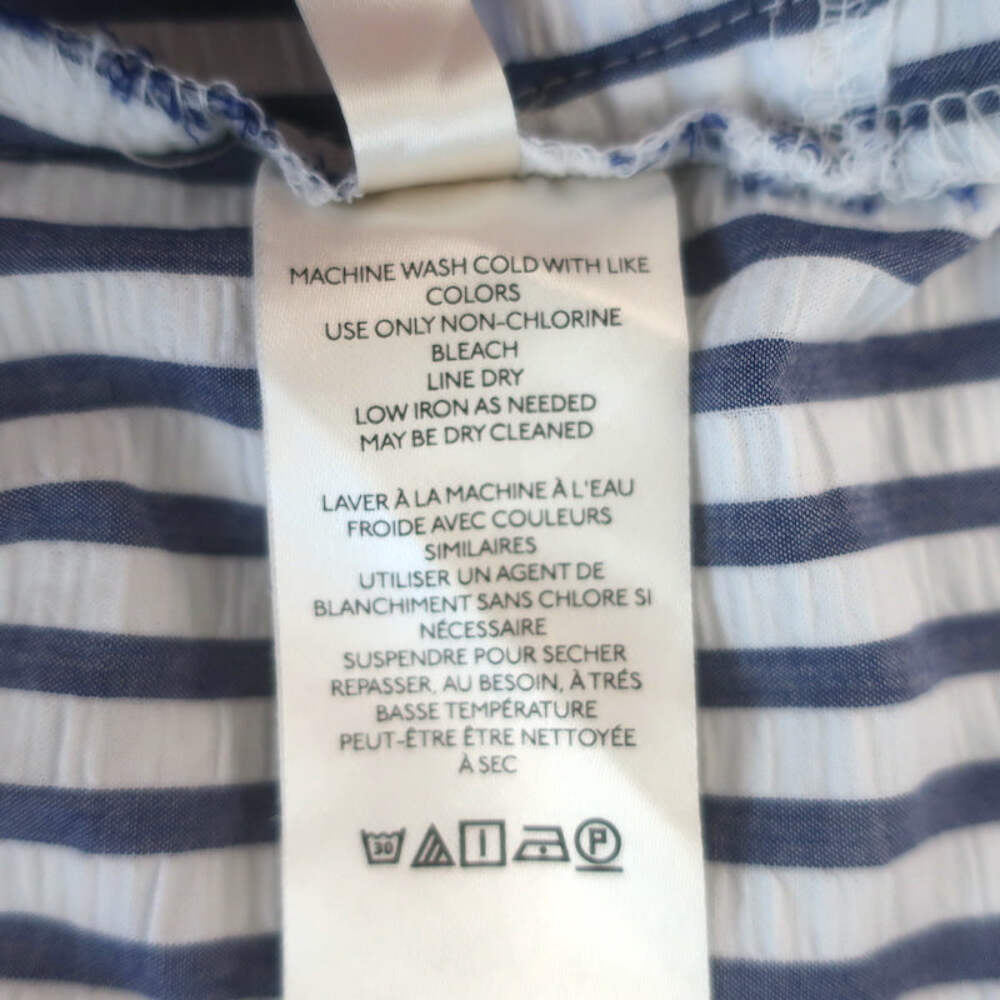 MACHINE WASH COLD WITH LIKE
COLORS
USE ONLY NON-CHLORINE
BLEACH
LINE DRY
LOW IRON AS NEEDED
MAY BE DRY CLEANED
LAVER À LA MACHINE À L'EAU
FROIDE AVEC COULEURS
SIMILAIRES
UTILISER UN AGENT DE
BLANCHIMENT SANS CHLORE SI
NÉCESSAIRE
SUSPENDRE POUR SECHER
REPASSER, AU BESOIN, À TRÉS
BASSE TEMPÉRATURE
PEUT-ÊTRE ÊTRE NETTOYÉE
À SEC
30 P